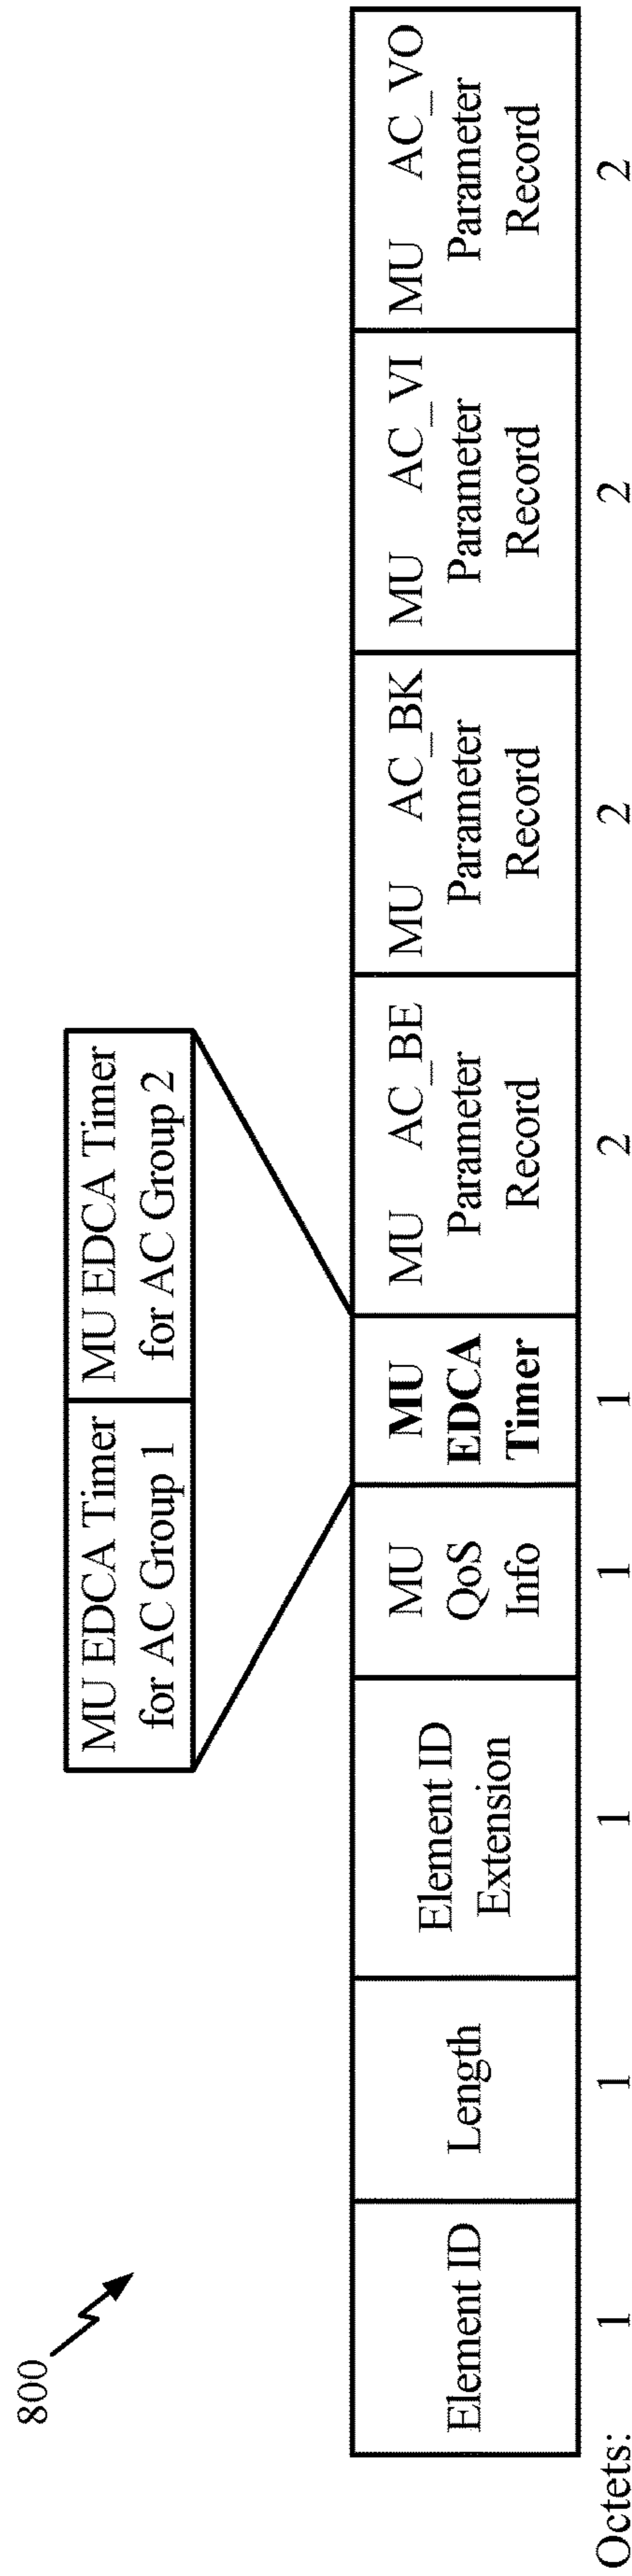 800
MU EDCA Timer
for AC Group 1
MU EDCA Timer
for AC Group 2
Element ID
Length
Element ID
Extension
MU
QoS
Info
MU
EDCA
Timer
MU AC_BE
Parameter
Record
MU AC_BK
Parameter
Record
MU AC_VI
Parameter
Record
MU AC_VO
Parameter
Record
Octets: 1 1 1 1 1 2 2 2 2